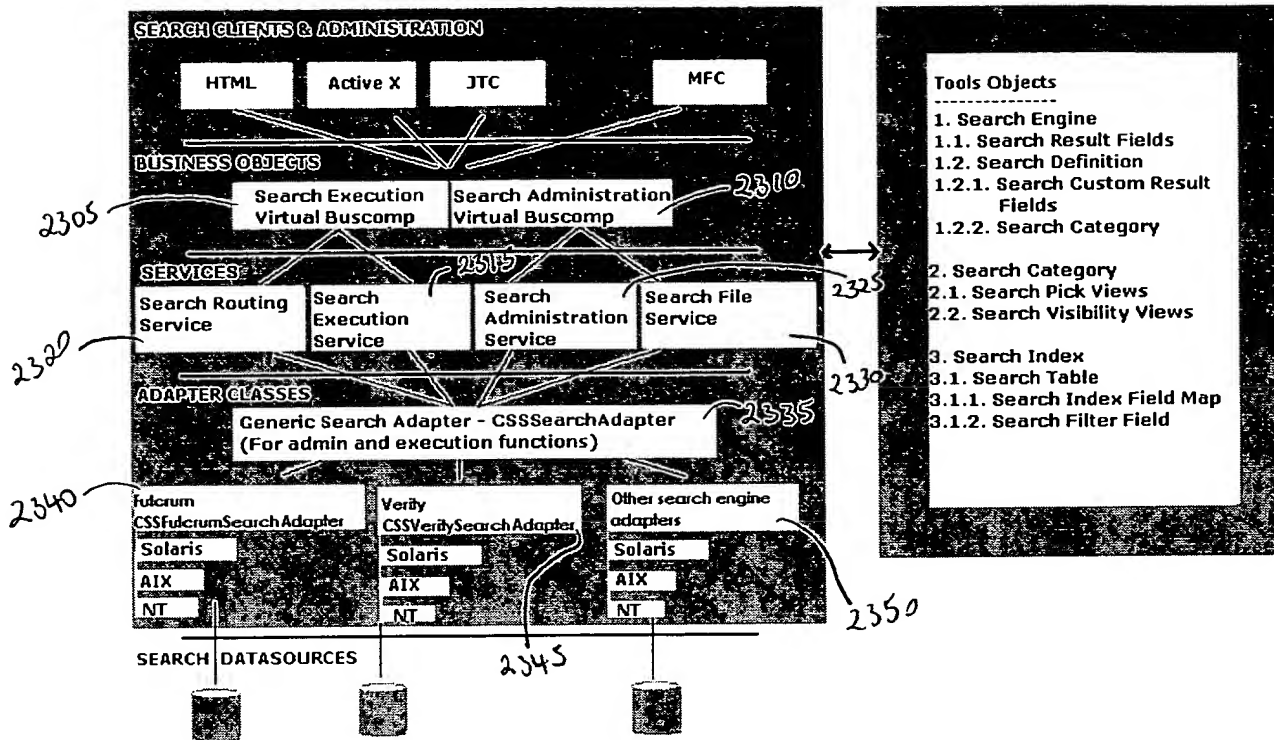 SEARCH CLIENTS & ADMINISTRATION
HTML
Active X
JTC
MFC
BUSINESS OBJECTS
2305
Search Execution
Virtual Buscomp
Search Administration
Virtual Buscomp
2310
SERVICES
2315
2325
Search Routing
Service
Search
Execution
Service
Search
Administration
Service
Search File
Service
2320
2330
ADAPTER CLASSES
Generic Search Adapter - CSSSearchAdapter
(For admin and execution functions)
2335
2340
Fulcrum
CSSFulcrumSearchAdapter
Solaris
AIX
NT
Verity
CSSVeritySearchAdapter
Solaris
AIX
NT
2345
Other search engine
adapters
Solaris
AIX
NT
2350
SEARCH DATASOURCES
Tools Objects
---------------
1. Search Engine
1.1. Search Result Fields
1.2. Search Definition
1.2.1. Search Custom Result
Fields
1.2.2. Search Category
2. Search Category
2.1. Search Pick Views
2.2. Search Visibility Views
3. Search Index
3.1. Search Table
3.1.1. Search Index Field Map
3.1.2. Search Filter Field